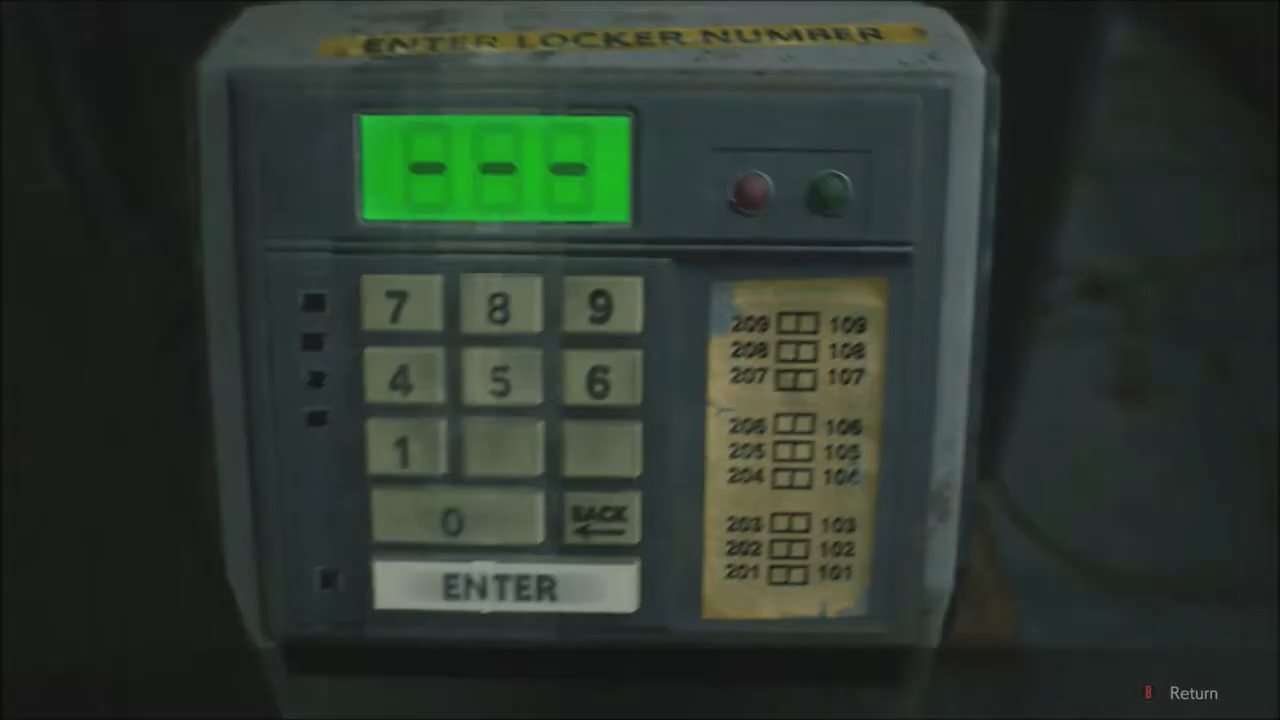 ENTER LOCKER NUMBER
- - -
7 8 9
4 5 6
1
0 BACK
ENTER
209 109
208 108
207 107
206 106
205 105
204 104
203 103
202 102
201 101
B Return